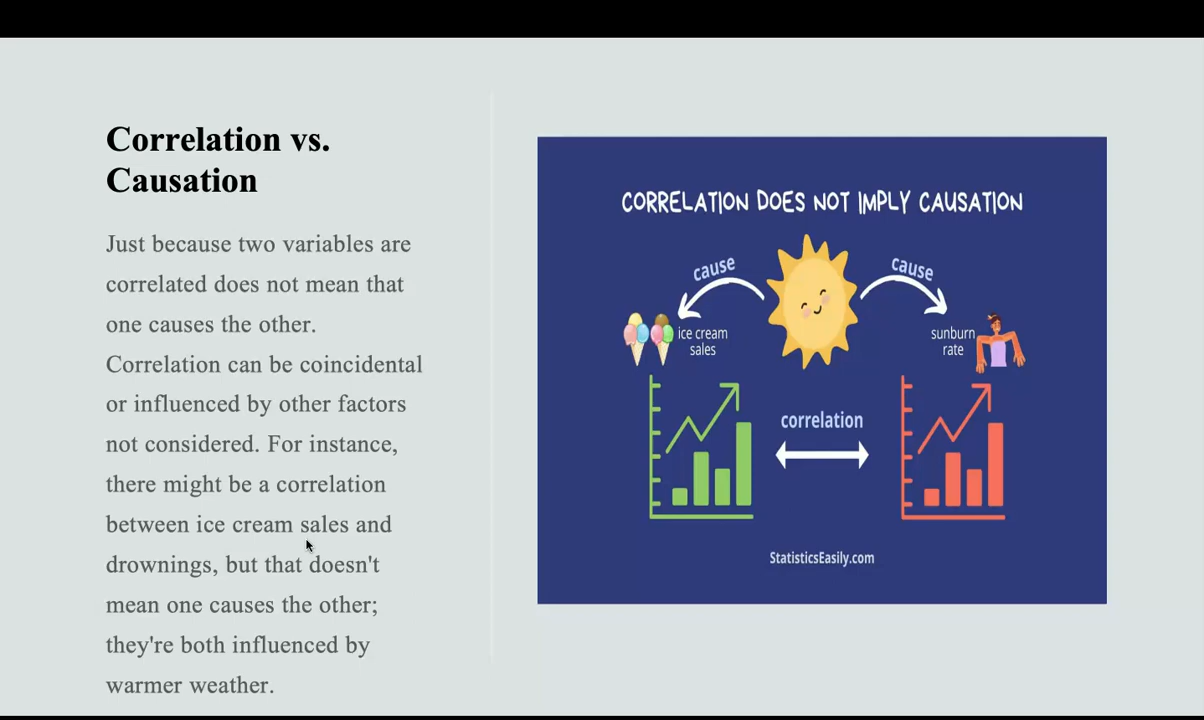 Correlation vs.
Causation
Just because two variables are
correlated does not mean that
one causes the other.
Correlation can be coincidental
or influenced by other factors
not considered. For instance,
there might be a correlation
between ice cream sales and
drownings, but that doesn't
mean one causes the other;
they're both influenced by
warmer weather.
CORRELATION DOES NOT IMPLY CAUSATION
cause
cause
ice cream
sales
sunburn
rate
correlation
StatisticsEasily.com